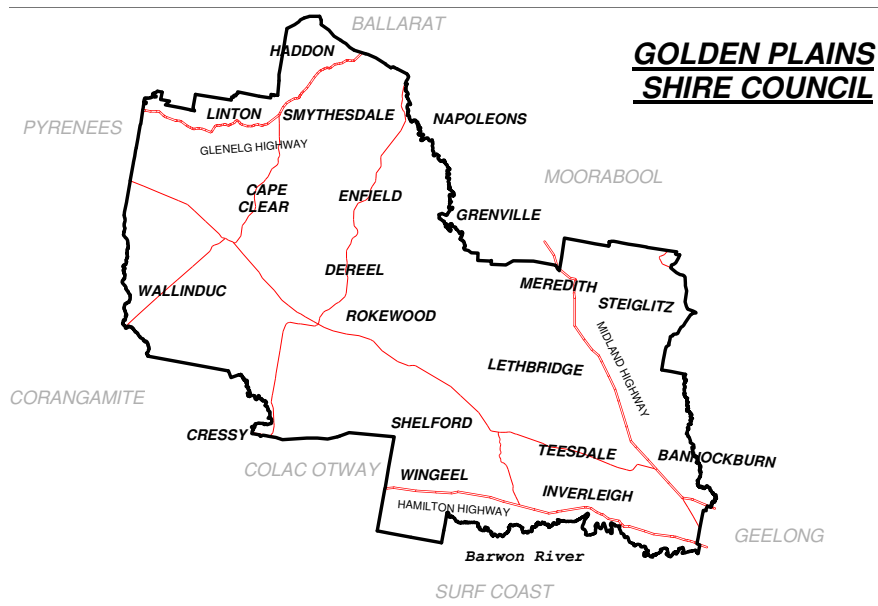 BALLARAT
HADDON
GOLDEN PLAINS
SHIRE COUNCIL
LINTON
SMYTHESDALE
NAPOLEONS
PYRENEES
GLENELG HIGHWAY
MOORABOOL
CAPE
CLEAR
ENFIELD
GRENVILLE
DEREEL
MEREDITH
WALLINDUC
STEIGLITZ
ROKEWOOD
MIDLAND HIGHWAY
LETHBRIDGE
CORANGAMITE
SHELFORD
CRESSY
TEESDALE
BANNOCKBURN
COLAC OTWAY
WINGEEL
INVERLEIGH
HAMILTON HIGHWAY
GEELONG
Barwon River
SURF COAST